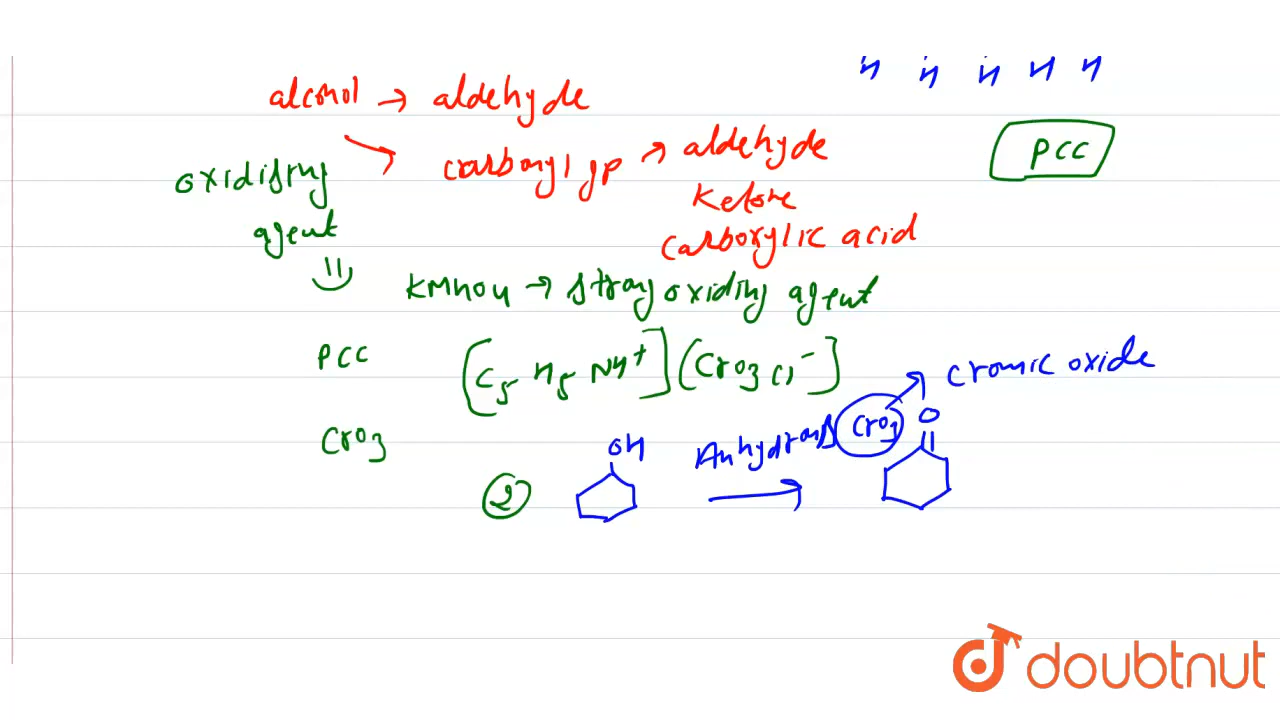 H H H H H
alcohol → aldehyde
PCC
carbonyl gp → aldehyde
oxidising
agent
Ketone
carboxylic acid
KMnO4 → strong oxidizing agent
PCC [C5H5NH+][CrO3Cl-]
cromic oxide
CrO3
OH Anhydrous CrO3 O
2
doubtnut